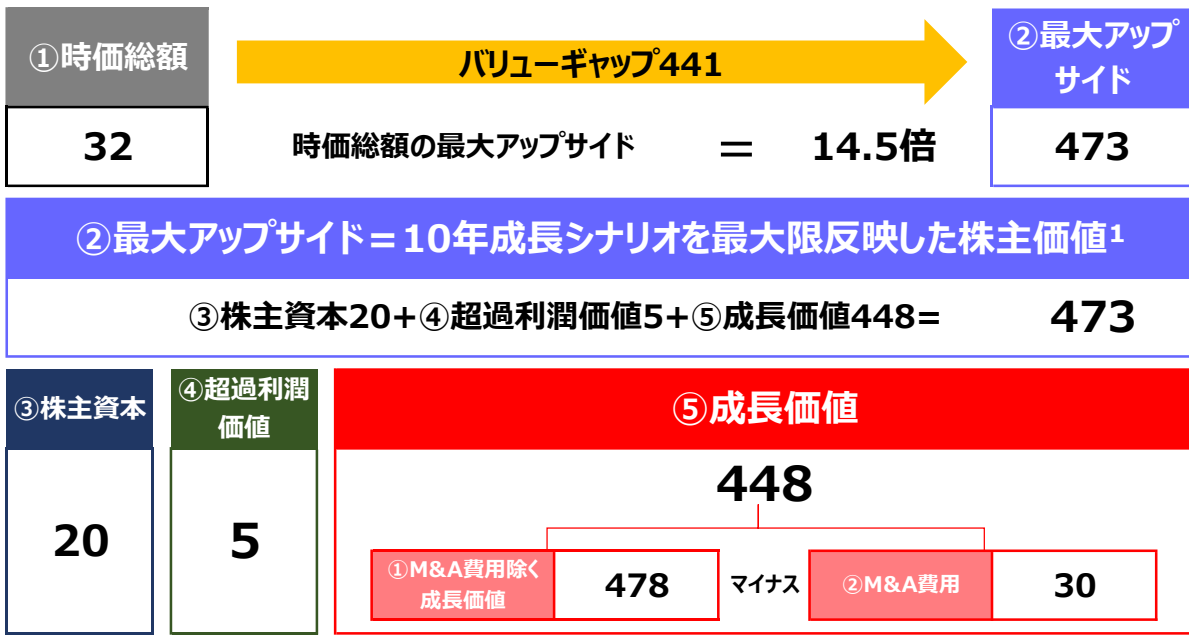 ①時価総額
バリューギャップ441
②最大アップ
サイド
32
時価総額の最大アップサイド ＝ 14.5倍
473
②最大アップサイド＝10年成長シナリオを最大限反映した株主価値1
③株主資本20+④超過利潤価値5+⑤成長価値448= 473
③株主資本
④超過利潤
価値
⑤成長価値
20
5
448
①M&A費用除く
成長価値
478
マイナス
②M&A費用
30